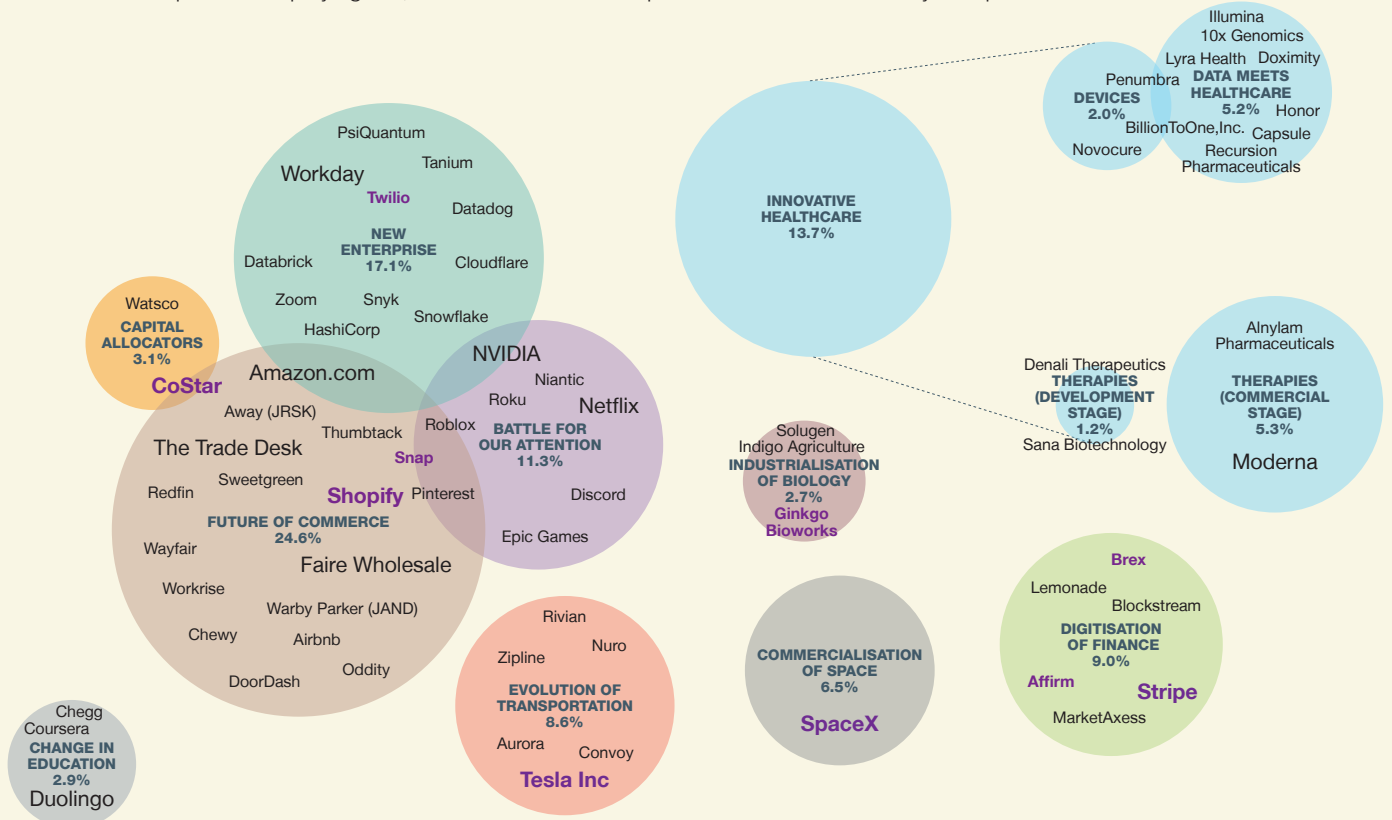 Illumina
10x Genomics
Lyra Health Doximity
Penumbra
DATA MEETS
HEALTHCARE
5.2%
Honor
DEVICES
2.0%
BillionToOne,Inc.
Capsule
Novocure
Recursion
Pharmaceuticals
PsiQuantum
Workday
Tanium
Twilio
Datadog
NEW
ENTERPRISE
17.1%
Databrick
Cloudflare
Zoom
Snyk
HashiCorp
Snowflake
INNOVATIVE
HEALTHCARE
13.7%
Watsco
CAPITAL
ALLOCATORS
3.1%
CoStar
Amazon.com
Away (JRSK)
Thumbtack
The Trade Desk
Snap
Sweetgreen
Redfin
Shopify
Pinterest
FUTURE OF COMMERCE
24.6%
Wayfair
Faire Wholesale
Workrise
Warby Parker (JAND)
Chewy
Airbnb
Oddity
DoorDash
NVIDIA
Niantic
Roku
Netflix
Roblox
BATTLE FOR
OUR ATTENTION
11.3%
Discord
Epic Games
Solugen
Indigo Agriculture
INDUSTRIALISATION
OF BIOLOGY
2.7%
Ginkgo
Bioworks
Denali Therapeutics
THERAPIES
(DEVELOPMENT
STAGE)
1.2%
Sana Biotechnology
Alnylam
Pharmaceuticals
THERAPIES
(COMMERCIAL
STAGE)
5.3%
Moderna
Chegg
Coursera
CHANGE IN
EDUCATION
2.9%
Duolingo
Rivian
Nuro
Zipline
EVOLUTION OF
TRANSPORTATION
8.6%
Aurora
Convoy
Tesla Inc
COMMERCIALISATION
OF SPACE
6.5%
SpaceX
Brex
Lemonade
Blockstream
DIGITISATION
OF FINANCE
9.0%
Affirm
Stripe
MarketAxess